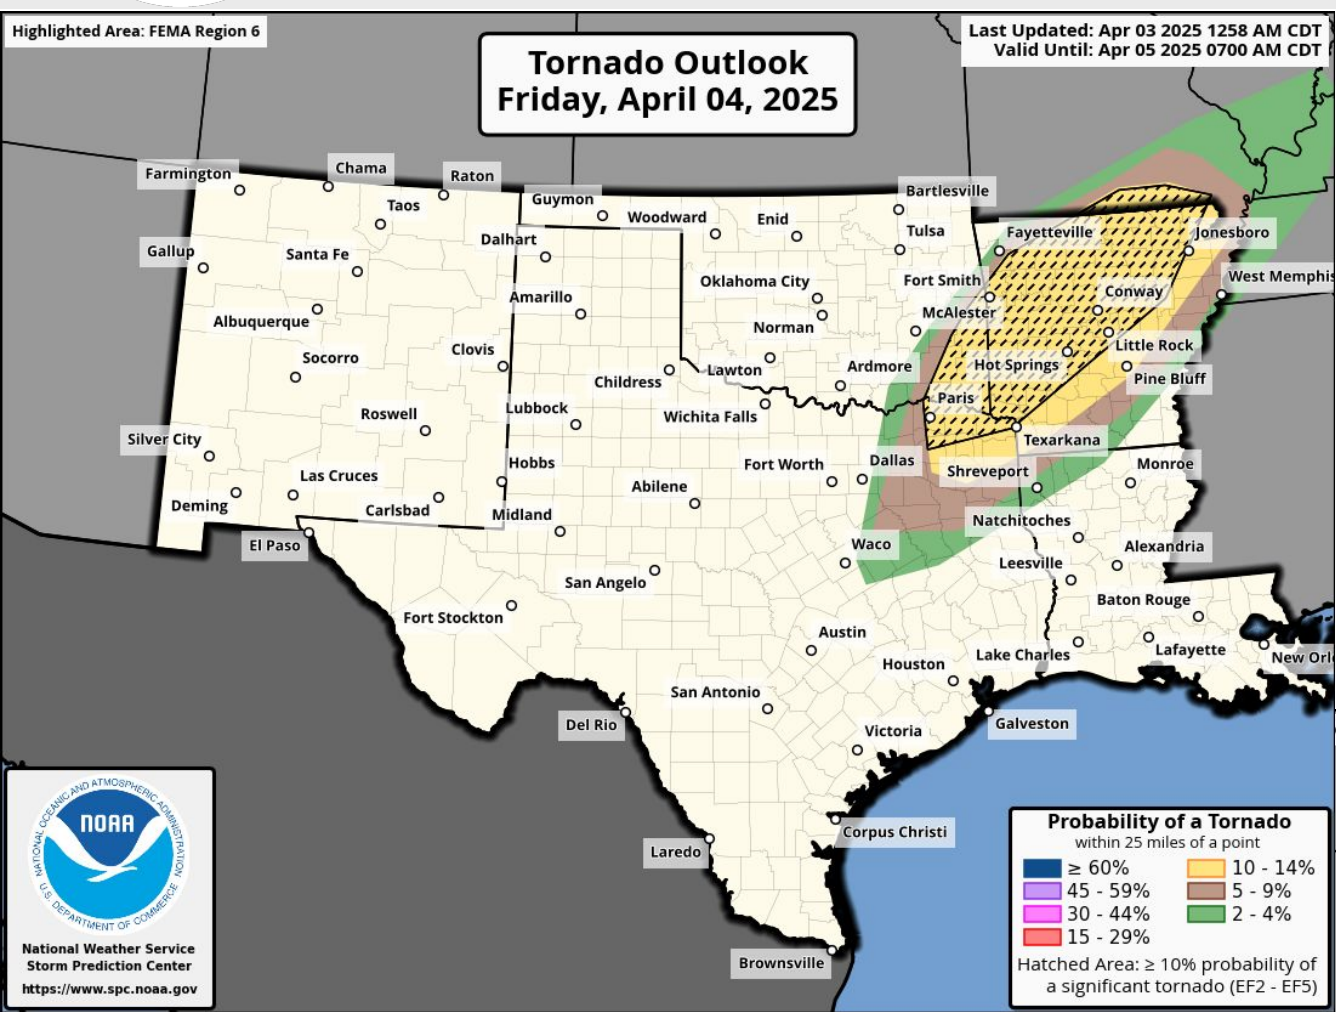 Highlighted Area: FEMA Region 6
Last Updated: Apr 03 2025 1258 AM CDT
Valid Until: Apr 05 2025 0700 AM CDT
Tornado Outlook
Friday, April 04, 2025
Farmington
Chama
Raton
Taos
Guymon
Woodward
Enid
Bartlesville
Tulsa
Fayetteville
Jonesboro
Gallup
Santa Fe
Dalhart
Oklahoma City
Fort Smith
Conway
West Memphis
Amarillo
McAlester
Albuquerque
Norman
Little Rock
Socorro
Clovis
Childress
Lawton
Ardmore
Hot Springs
Pine Bluff
Roswell
Lubbock
Wichita Falls
Paris
Texarkana
Silver City
Hobbs
Fort Worth
Dallas
Shreveport
Monroe
Las Cruces
Abilene
Deming
Carlsbad
Midland
Natchitoches
El Paso
Waco
Alexandria
San Angelo
Leesville
Fort Stockton
Baton Rouge
Austin
Lake Charles
Lafayette
New Orl
Houston
San Antonio
Del Rio
Galveston
Victoria
Corpus Christi
Laredo
Brownsville
NATIONAL OCEANIC AND ATMOSPHERIC ADMINISTRATION
NOAA
U.S. DEPARTMENT OF COMMERCE
National Weather Service
Storm Prediction Center
https://www.spc.noaa.gov
Probability of a Tornado
within 25 miles of a point
≥ 60% 10 - 14%
45 - 59% 5 - 9%
30 - 44% 2 - 4%
15 - 29%
Hatched Area: ≥ 10% probability of
a significant tornado (EF2 - EF5)